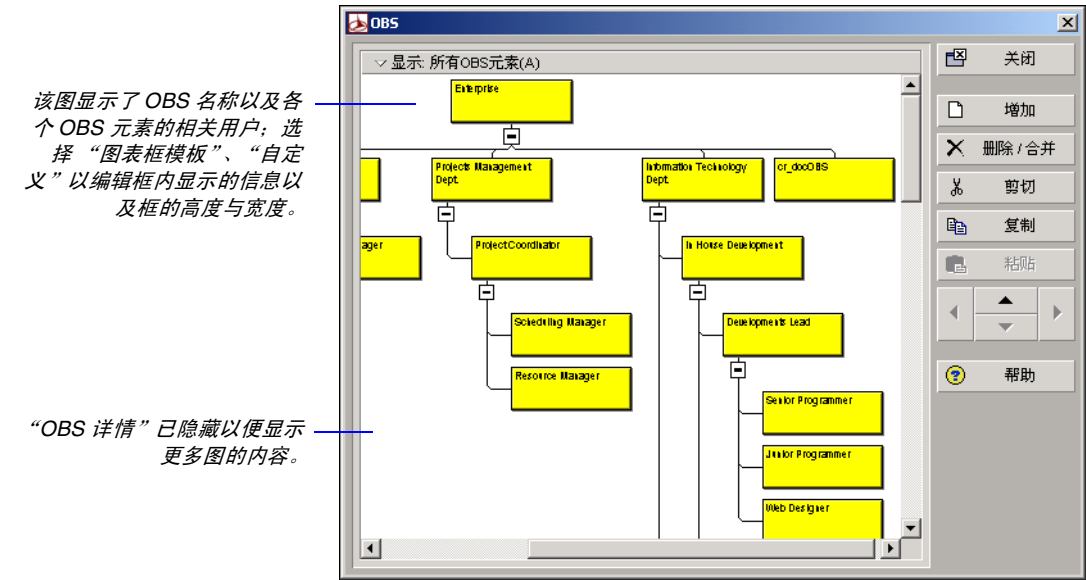 OBS
显示: 所有OBS元素(A)
该图显示了 OBS 名称以及各
个 OBS 元素的相关用户；选
择 “图表框模板”、“自定
义”以编辑框内显示的信息以
及框的高度与宽度。
“OBS 详情”已隐藏以便显示
更多图的内容。
Enterprise
Projects Management
Dept.
Information Technology
Dept.
cr_docOBS
ager
Project Coordinator
In House Development
Scheduling Manager
Developments Lead
Resource Manager
Senior Programmer
Junior Programmer
Web Designer
关闭
增加
删除 / 合并
剪切
复制
粘贴
帮助